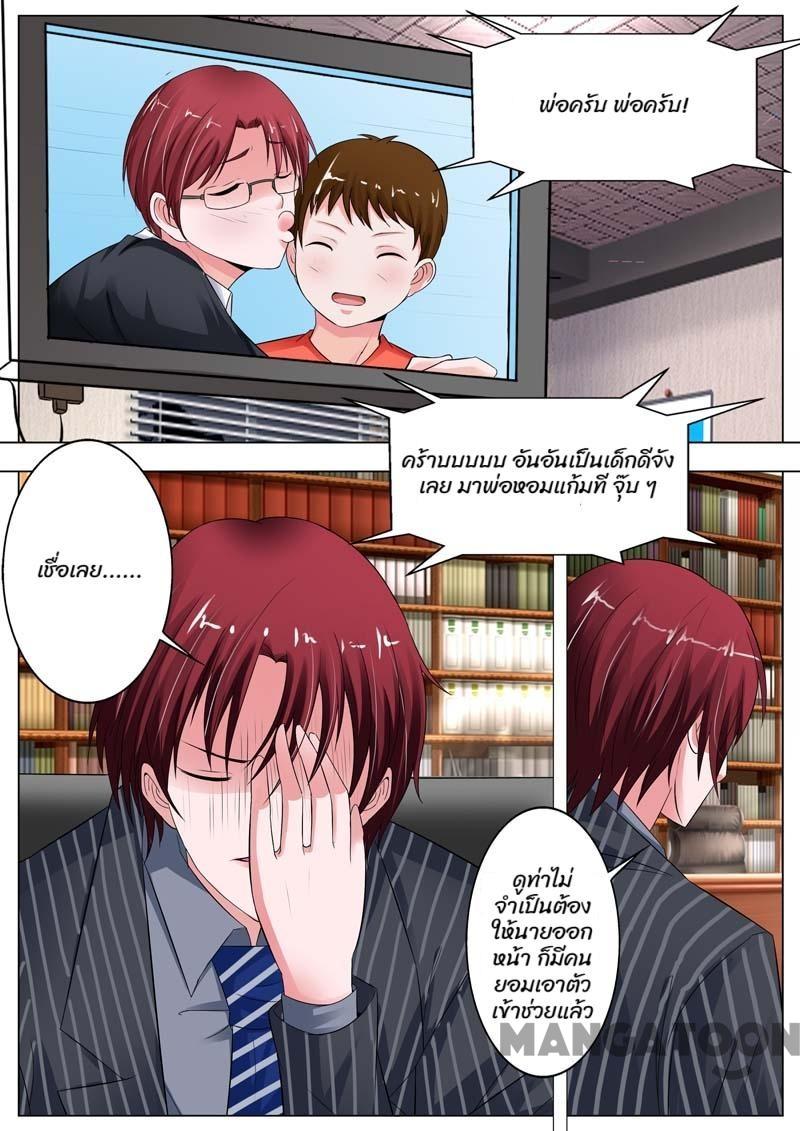 พ่อครับ พ่อครับ!
คร้าบบบบบ อันอันเป็นเด็กดีจัง
เลย มาพ่อหอมแก้มที จุ๊บ ๆ
เชื่อเลย......
ดูท่าไม่
จำเป็นต้อง
ให้นายออก
หน้า ก็มีคน
ยอมเอาตัว
เข้าช่วยแล้ว
MANGATOON